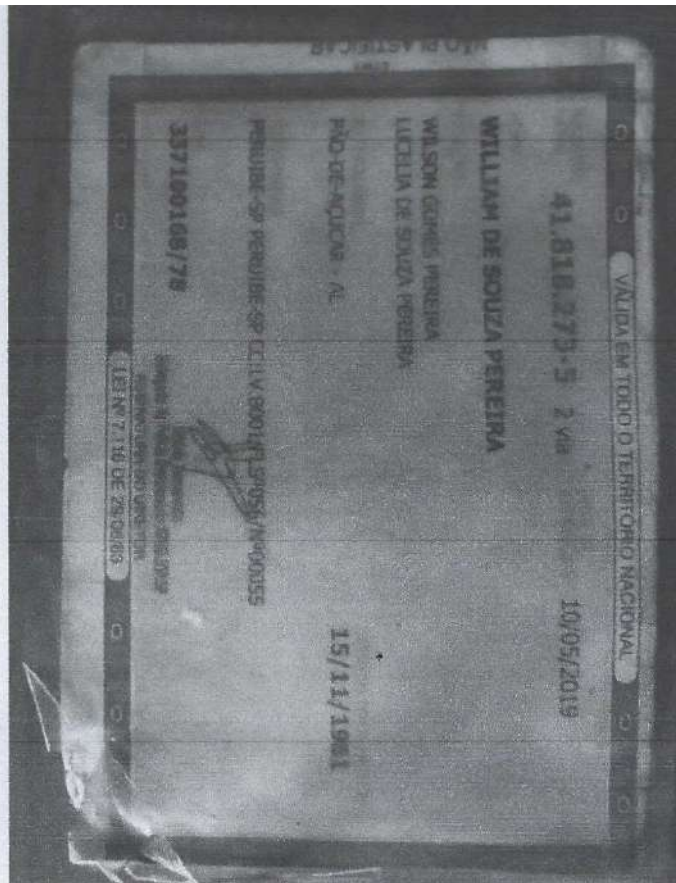 NÃO PLASTIFICAR
VÁLIDA EM TODO O TERRITÓRIO NACIONAL
41.818.273-5 2 via 10/05/2019
WILLIAM DE SOUZA PEREIRA
WILSON GOMES PEREIRA
LUCELIA DE SOUZA PEREIRA
PÃO-DE-AÇUCAR - AL 15/11/1981
PERUIBE-SP PERUIBE-SP
337100168/78
LEI Nº 7.116 DE 29/08/83